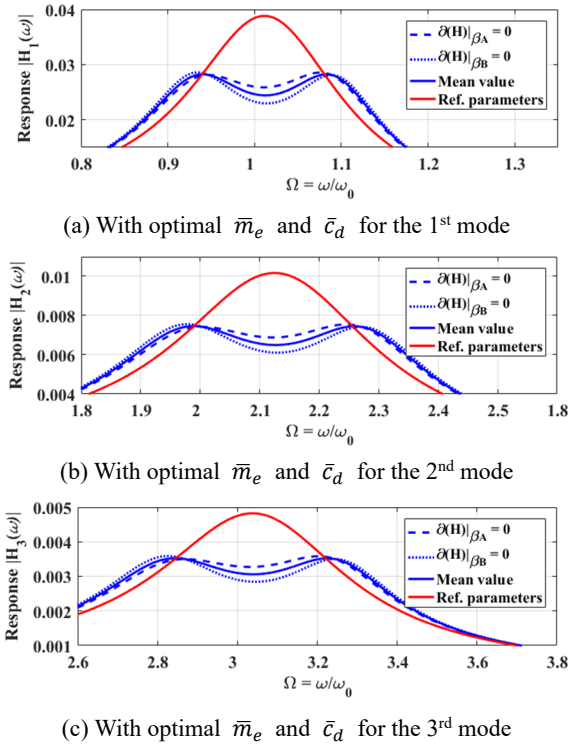 0.04
0.03
0.02
Response |H₁(ω)|
∂(H)|βA = 0
∂(H)|βB = 0
Mean value
Ref. parameters
0.8 0.9 1 1.1 1.2 1.3
Ω = ω/ω₀
(a) With optimal m̅ₑ and c̅_d for the 1st mode
0.01
0.008
0.006
0.004
Response |H₂(ω)|
∂(H)|βA = 0
∂(H)|βB = 0
Mean value
Ref. parameters
1.8 1.9 2 2.1 2.2 2.3 2.4 2.5 1.8
Ω = ω/ω₀
(b) With optimal m̅ₑ and c̅_d for the 2nd mode
0.005
0.004
0.003
0.002
0.001
Response |H₃(ω)|
∂(H)|βA = 0
∂(H)|βB = 0
Mean value
Ref. parameters
2.6 2.8 3 3.2 3.4 3.6 3.8
Ω = ω/ω₀
(c) With optimal m̅ₑ and c̅_d for the 3rd mode